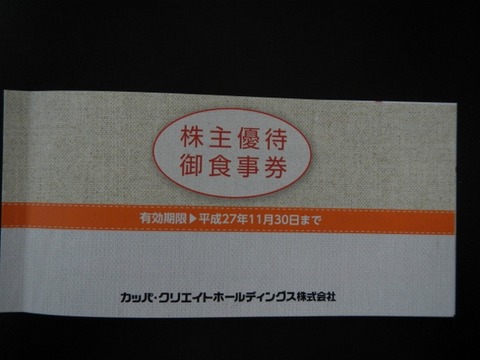 株主優待
御食事券
有効期限▶平成27年11月30日まで
カッパ・クリエイトホールディングス株式会社